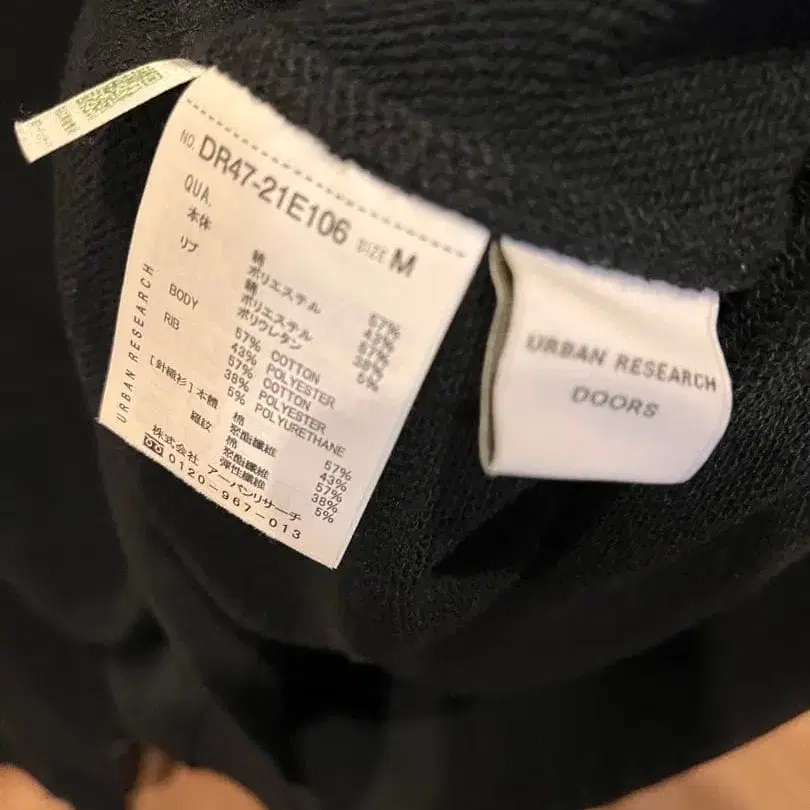 NO. DR47-21E106 SIZE M
QUA.
本体 綿 57%
ポリエステル 43%
リブ 綿 57%
ポリエステル 38%
ポリウレタン 5%
BODY 57% COTTON
43% POLYESTER
RIB 57% COTTON
38% POLYESTER
5% POLYURETHANE
[針織衫] 本體 棉 57%
聚酯纖維 43%
羅紋 棉 57%
聚酯纖維 38%
彈性纖維 5%
株式会社 アーバンリサーチ
0120-967-013
URBAN RESEARCH
URBAN RESEARCH
DOORS